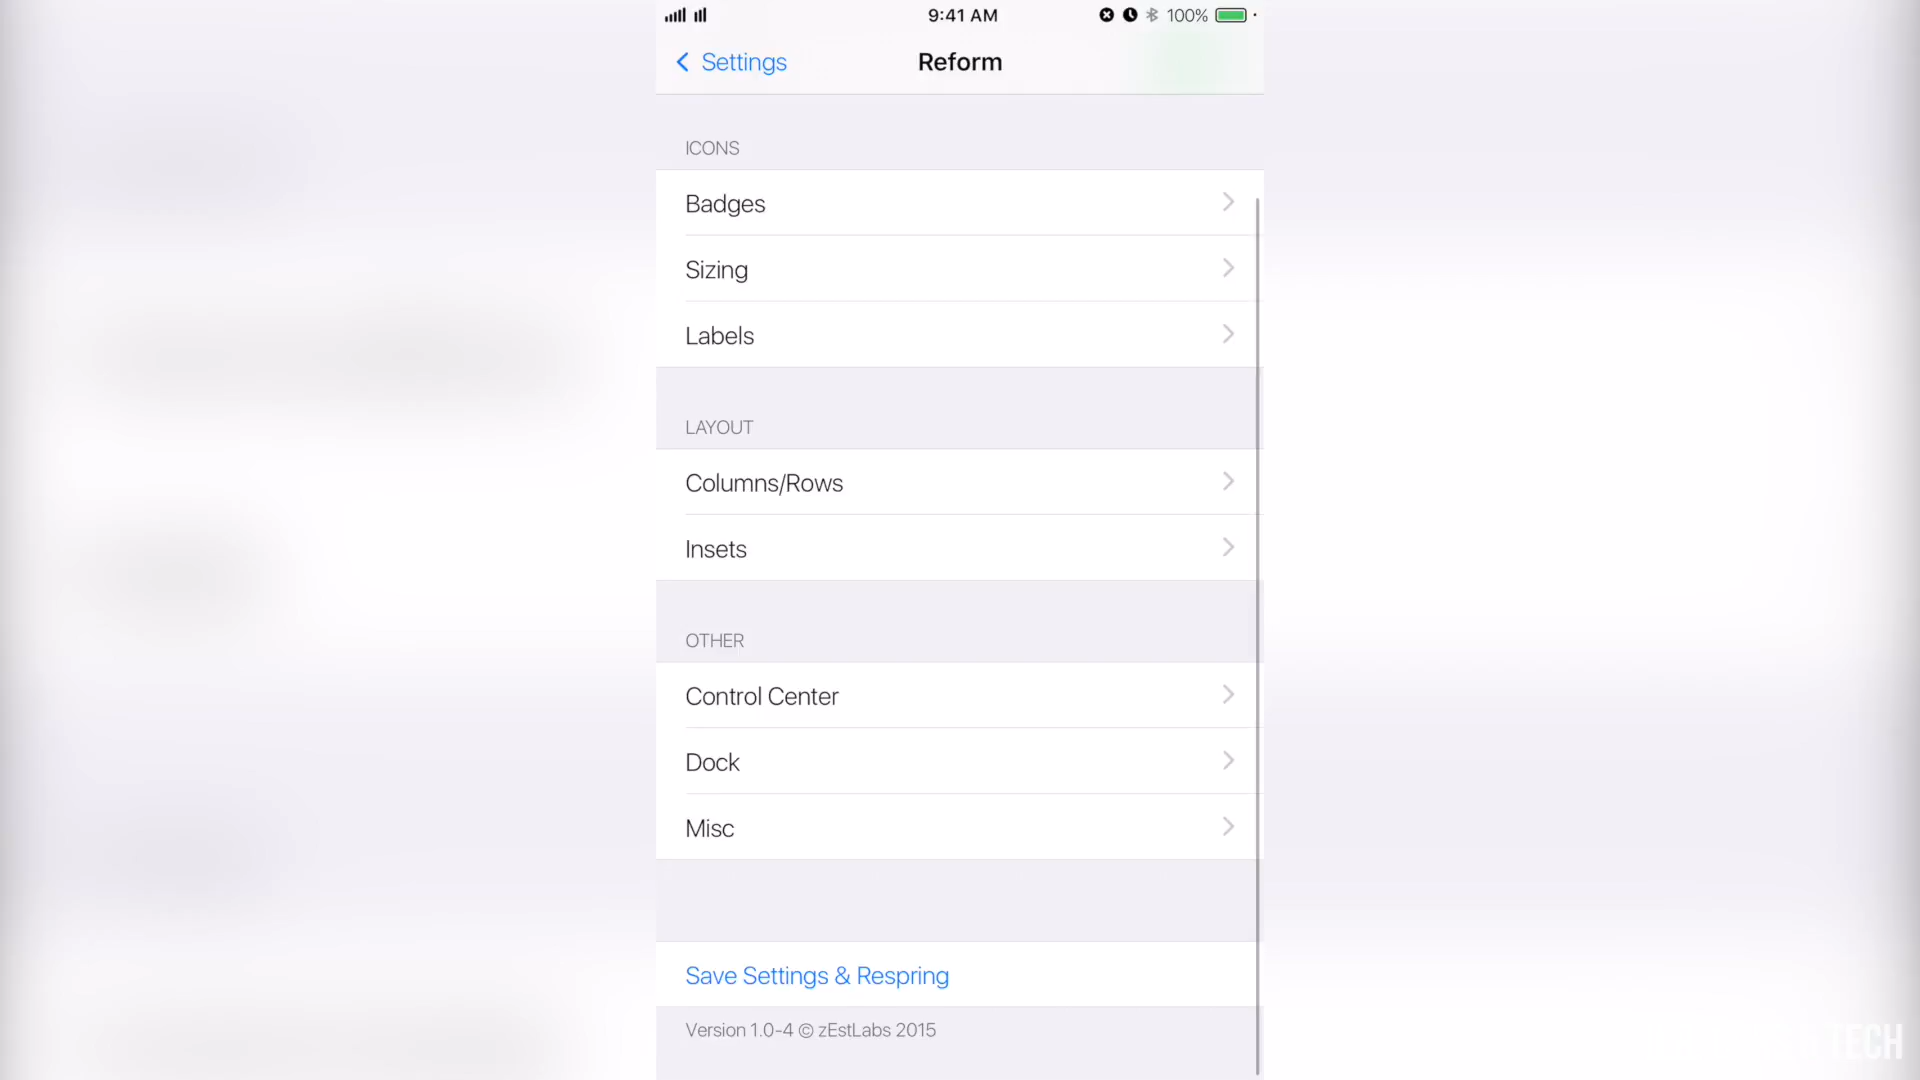 9:41 AM
100%
Settings
Reform
ICONS
Badges
Sizing
Labels
LAYOUT
Columns/Rows
Insets
OTHER
Control Center
Dock
Misc
Save Settings & Respring
Version 1.0-4 © zEstLabs 2015
TECH